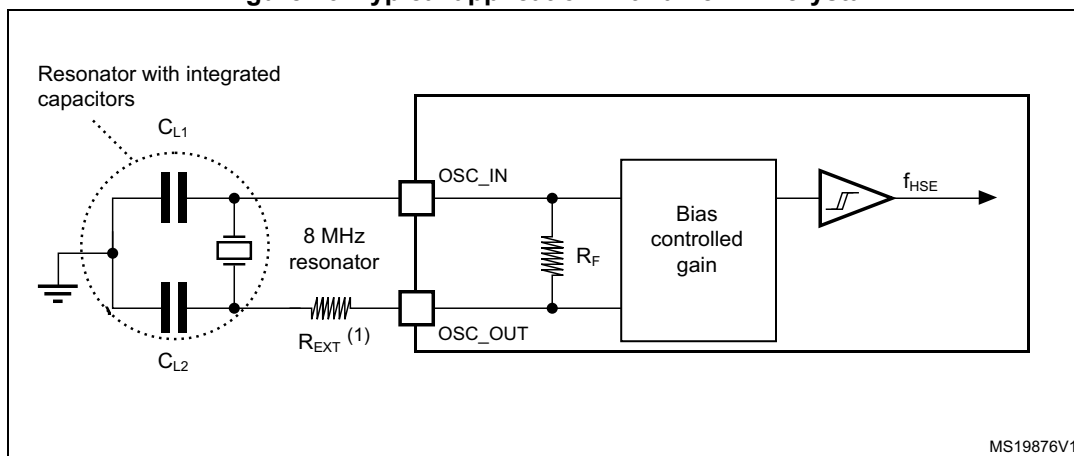 Resonator with integrated
capacitors
CL1
OSC_IN
fHSE
8 MHz
resonator
RF
Bias
controlled
gain
REXT (1)
OSC_OUT
CL2
MS19876V1